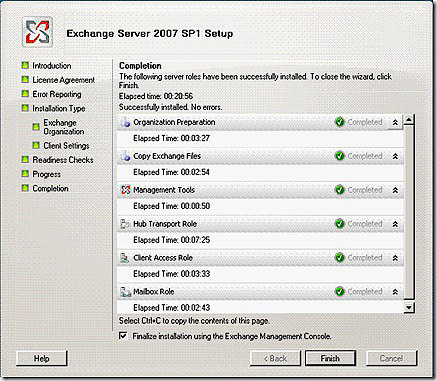 Exchange Server 2007 SP1 Setup
Introduction
License Agreement
Error Reporting
Installation Type
Exchange
Organization
Client Settings
Readiness Checks
Progress
Completion
Completion
The following server roles have been successfully installed. To close the wizard, click
Finish.
Elapsed time: 00:20:56
Successfully installed. No errors.
Organization Preparation Completed
Elapsed Time: 00:03:27
Copy Exchange Files Completed
Elapsed Time: 00:02:54
Management Tools Completed
Elapsed Time: 00:00:50
Hub Transport Role Completed
Elapsed Time: 00:07:25
Client Access Role Completed
Elapsed Time: 00:03:33
Mailbox Role Completed
Elapsed Time: 00:02:43
Select Ctrl+C to copy the contents of this page.
Finalize installation using the Exchange Management Console.
Help < Back Finish Cancel